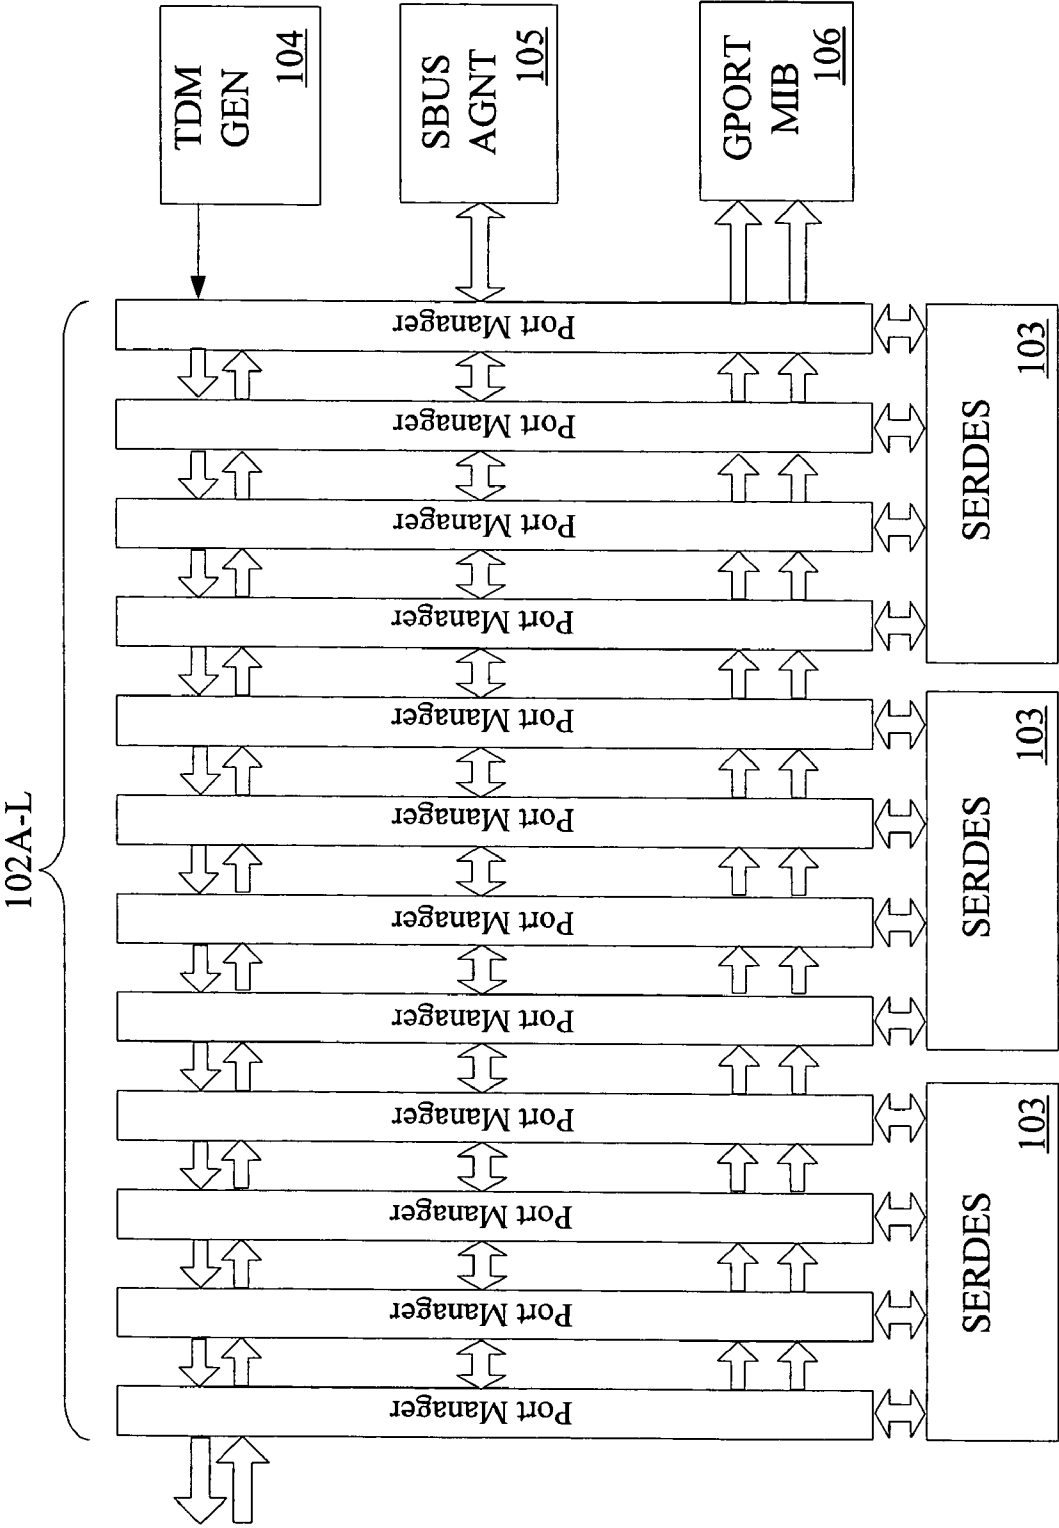 102A-L
TDM
GEN
104
SBUS
AGNT
105
GPORT
MIB
106
Port Manager
Port Manager
Port Manager
Port Manager
Port Manager
Port Manager
Port Manager
Port Manager
Port Manager
Port Manager
Port Manager
Port Manager
SERDES
103
SERDES
103
SERDES
103